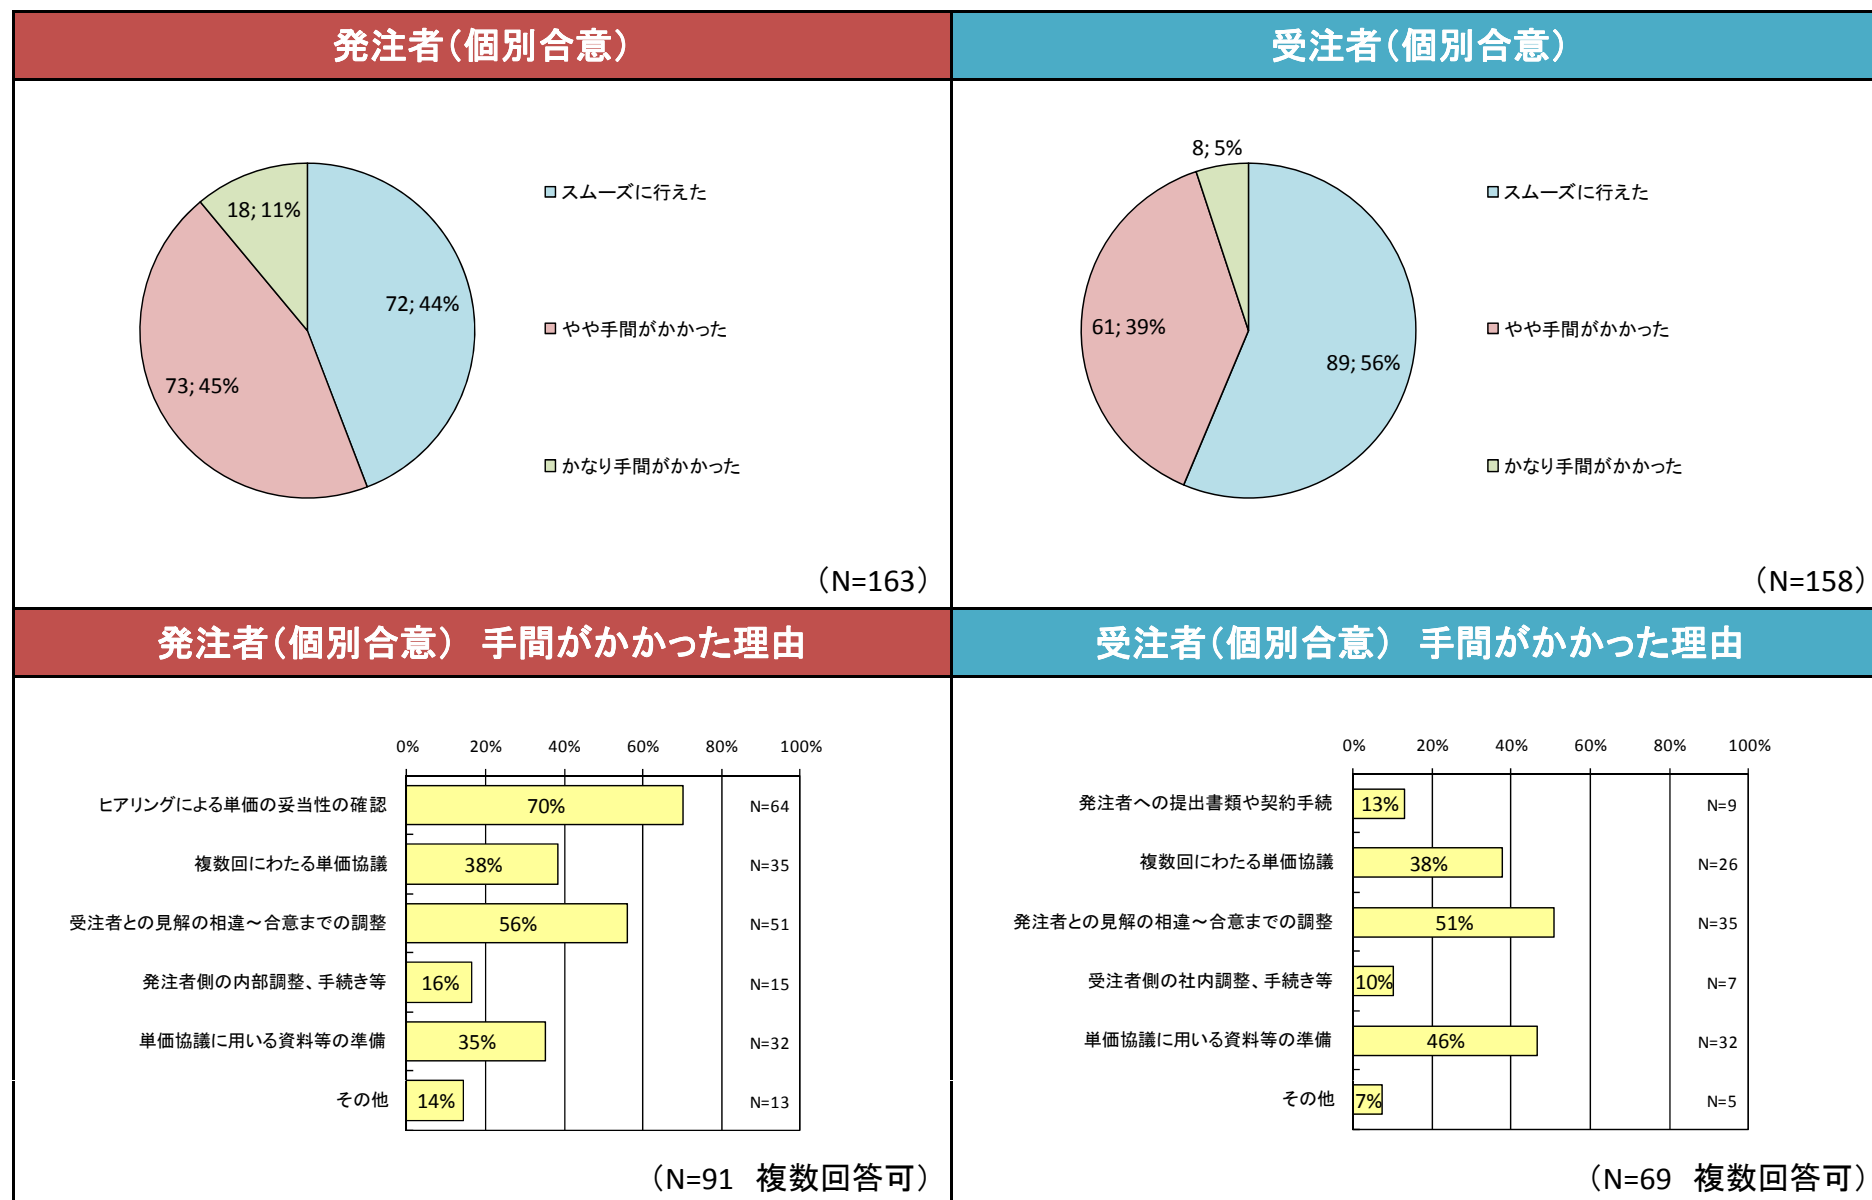 発注者(個別合意)
受注者(個別合意)
72; 44%
73; 45%
18; 11%
スムーズに行えた
やや手間がかかった
かなり手間がかかった
(N=163)
8; 5%
61; 39%
89; 56%
スムーズに行えた
やや手間がかかった
かなり手間がかかった
(N=158)
発注者(個別合意) 手間がかかった理由
受注者(個別合意) 手間がかかった理由
0% 20% 40% 60% 80% 100%
ヒアリングによる単価の妥当性の確認 70% N=64
複数回にわたる単価協議 38% N=35
受注者との見解の相違~合意までの調整 56% N=51
発注者側の内部調整、手続き等 16% N=15
単価協議に用いる資料等の準備 35% N=32
その他 14% N=13
(N=91 複数回答可)
0% 20% 40% 60% 80% 100%
発注者への提出書類や契約手続 13% N=9
複数回にわたる単価協議 38% N=26
発注者との見解の相違~合意までの調整 51% N=35
受注者側の社内調整、手続き等 10% N=7
単価協議に用いる資料等の準備 46% N=32
その他 7% N=5
(N=69 複数回答可)